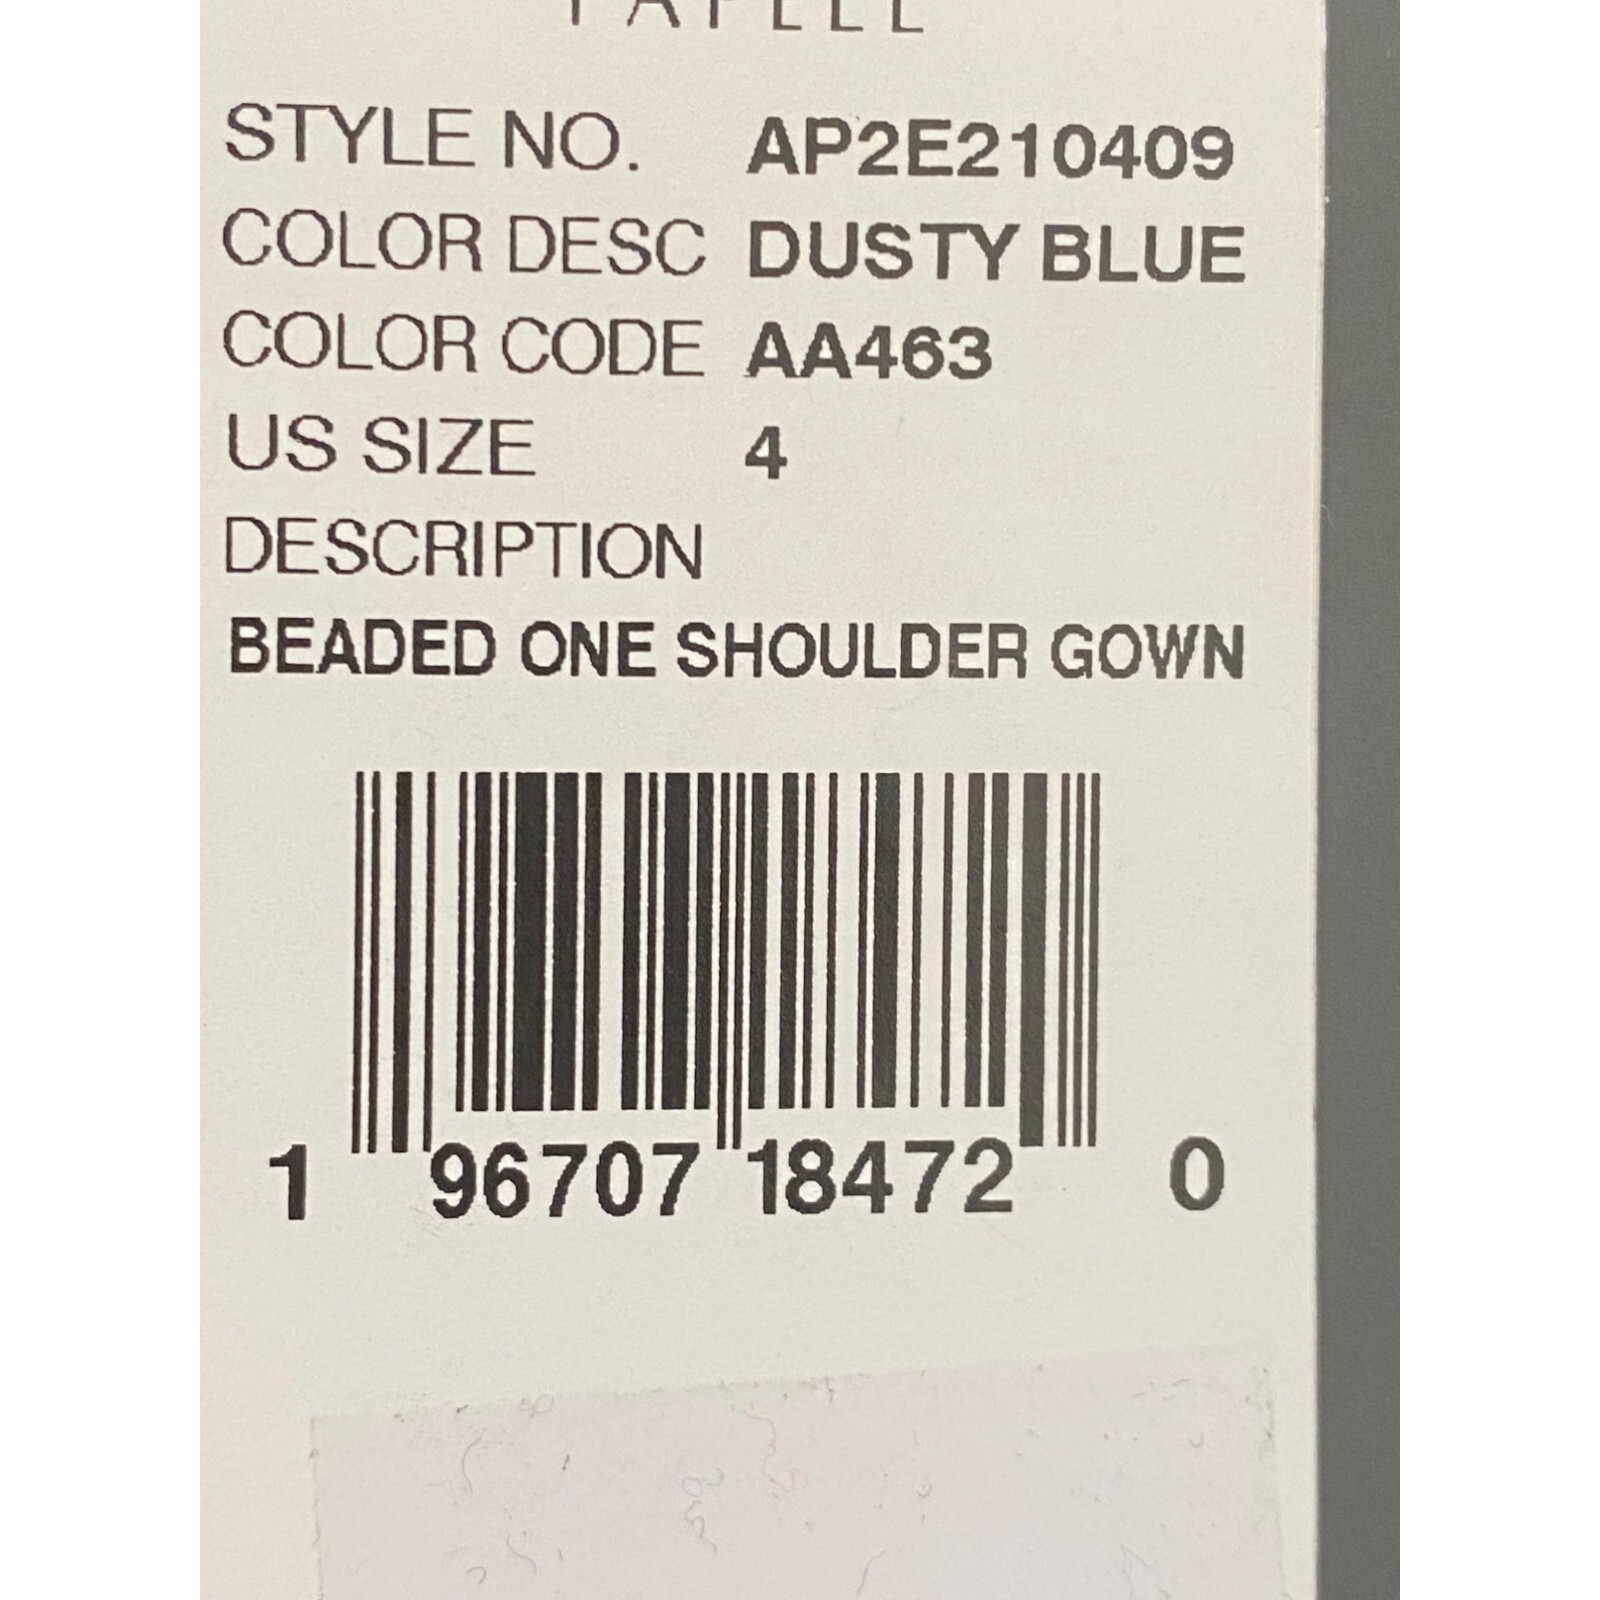 PAPELL
STYLE NO. AP2E210409
COLOR DESC DUSTY BLUE
COLOR CODE AA463
US SIZE 4
DESCRIPTION
BEADED ONE SHOULDER GOWN
1 96707 18472 0